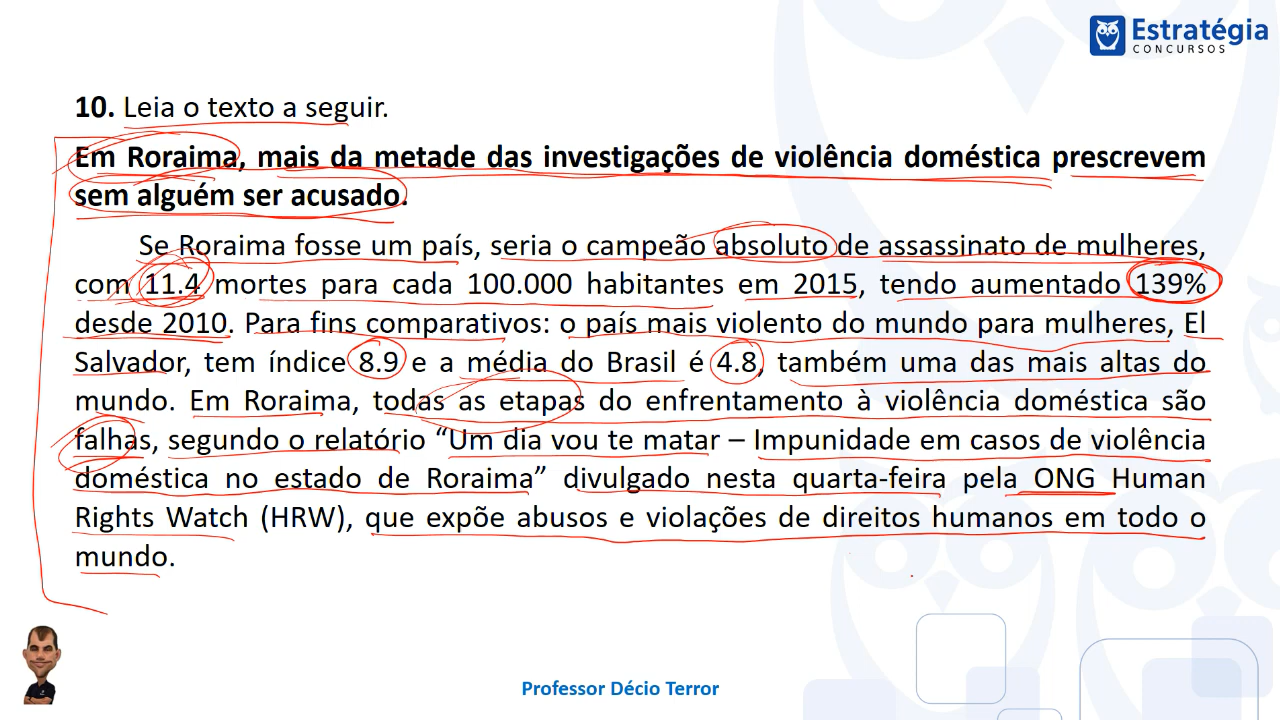 Estratégia
CONCURSOS
10. Leia o texto a seguir.
Em Roraima, mais da metade das investigações de violência doméstica prescrevem
sem alguém ser acusado.
Se Roraima fosse um país, seria o campeão absoluto de assassinato de mulheres,
com 11.4 mortes para cada 100.000 habitantes em 2015, tendo aumentado 139%
desde 2010. Para fins comparativos: o país mais violento do mundo para mulheres, El
Salvador, tem índice 8.9 e a média do Brasil é 4.8, também uma das mais altas do
mundo. Em Roraima, todas as etapas do enfrentamento à violência doméstica são
falhas, segundo o relatório “Um dia vou te matar – Impunidade em casos de violência
doméstica no estado de Roraima” divulgado nesta quarta-feira pela ONG Human
Rights Watch (HRW), que expõe abusos e violações de direitos humanos em todo o
mundo.
Professor Décio Terror